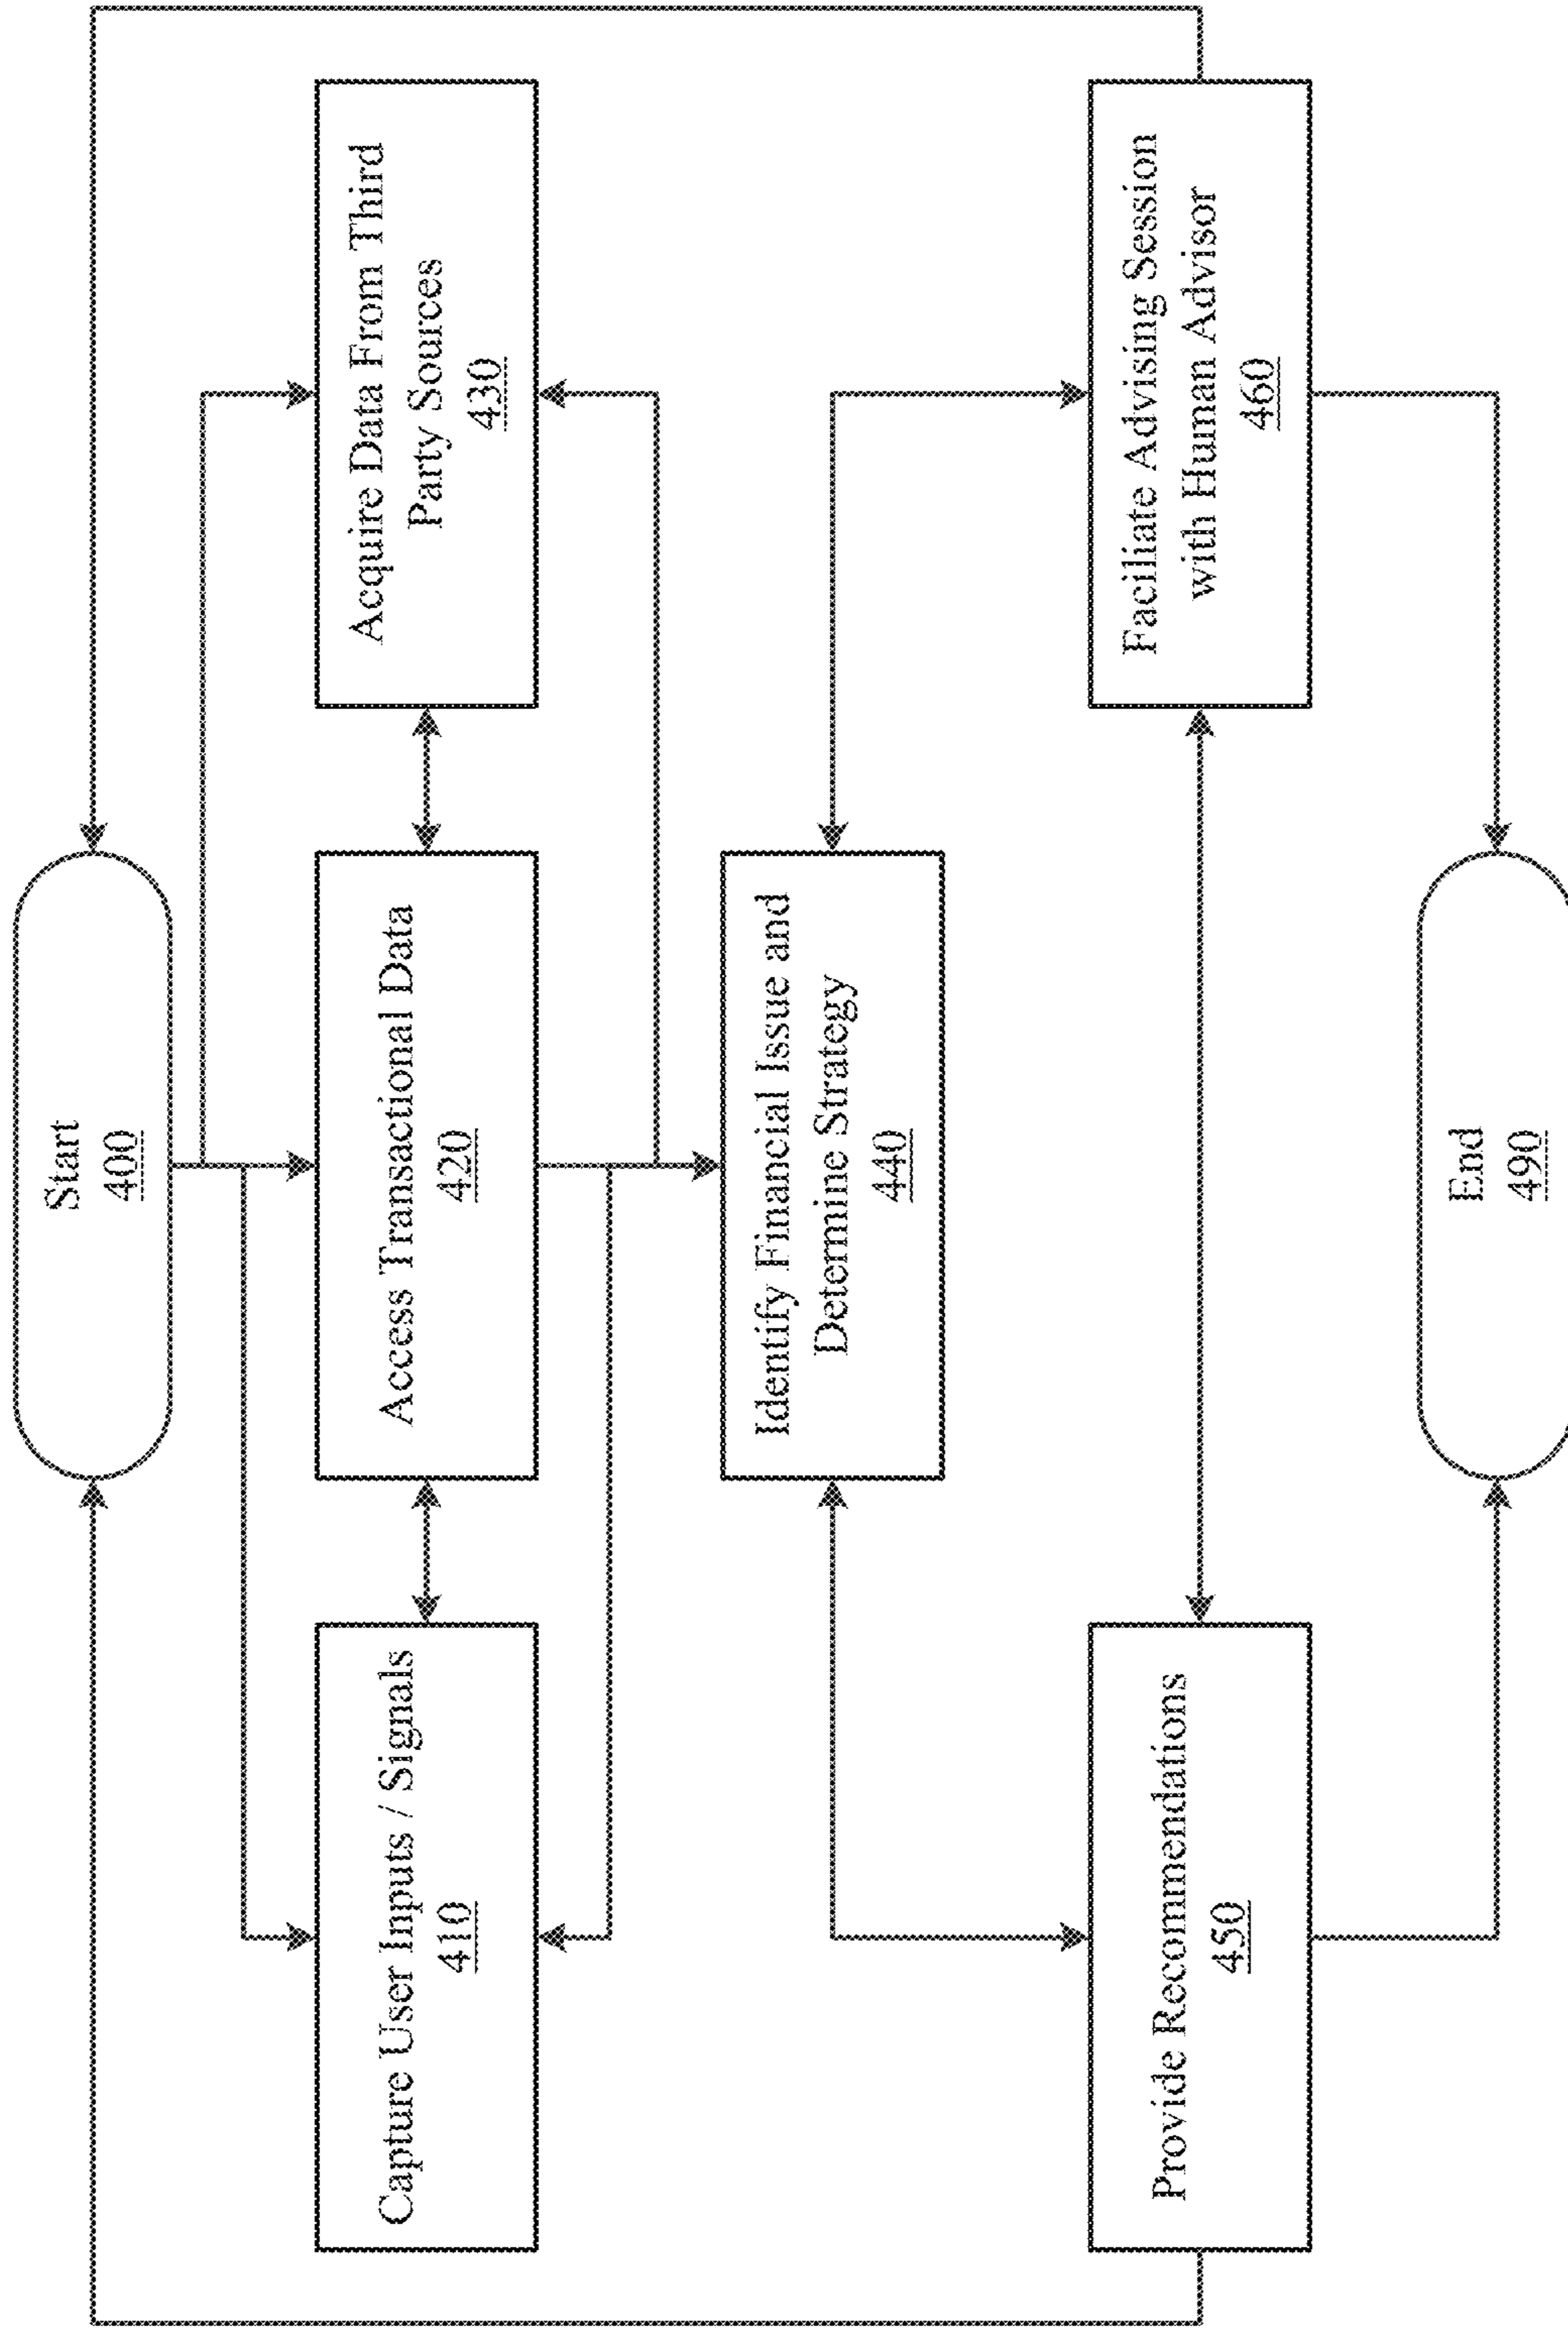 Start
400
Capture User Inputs / Signals
410
Access Transactional Data
420
Acquire Data From Third
Party Sources
430
Identify Financial Issue and
Determine Strategy
440
Provide Recommendations
450
Faciliate Advising Session
with Human Advisor
460
End
490